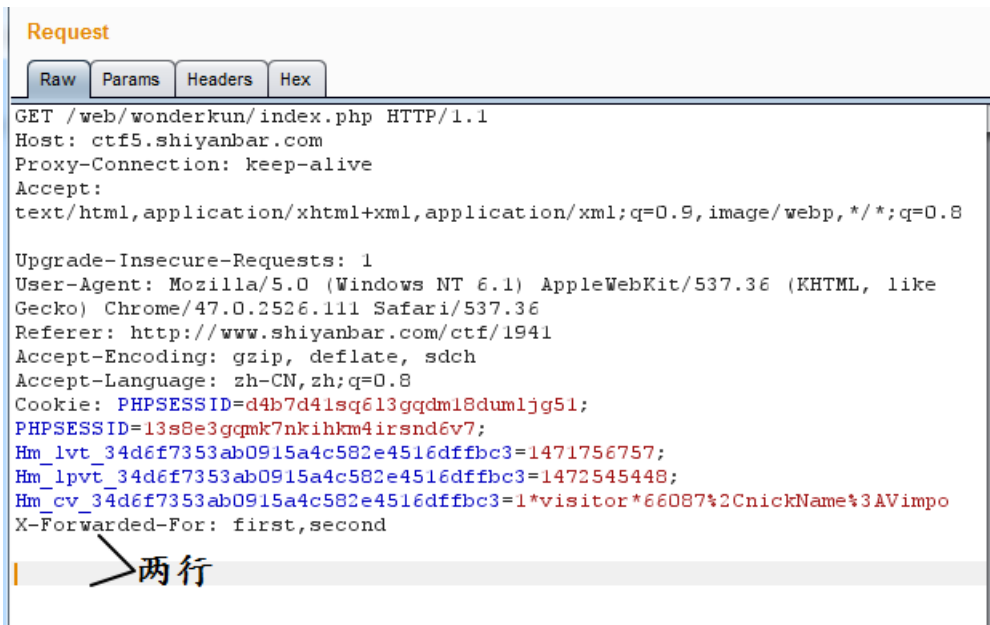 Request
Raw Params Headers Hex
GET /web/wonderkun/index.php HTTP/1.1
Host: ctf5.shiyanbar.com
Proxy-Connection: keep-alive
Accept:
text/html,application/xhtml+xml,application/xml;q=0.9,image/webp,*/*;q=0.8
Upgrade-Insecure-Requests: 1
User-Agent: Mozilla/5.0 (Windows NT 6.1) AppleWebKit/537.36 (KHTML, like
Gecko) Chrome/47.0.2526.111 Safari/537.36
Referer: http://www.shiyanbar.com/ctf/1941
Accept-Encoding: gzip, deflate, sdch
Accept-Language: zh-CN,zh;q=0.8
Cookie: PHPSESSID=d4b7d41sq6l3gqdm18dumljg51;
PHPSESSID=13s8e3gqmk7nkihkm4irsnd6v7;
Hm_lvt_34d6f7353ab0915a4c582e4516dffbc3=1471756757;
Hm_lpvt_34d6f7353ab0915a4c582e4516dffbc3=1472545448;
Hm_cv_34d6f7353ab0915a4c582e4516dffbc3=1*visitor*66087%2CnickName%3AVimpo
X-Forwarded-For: first,second
两行